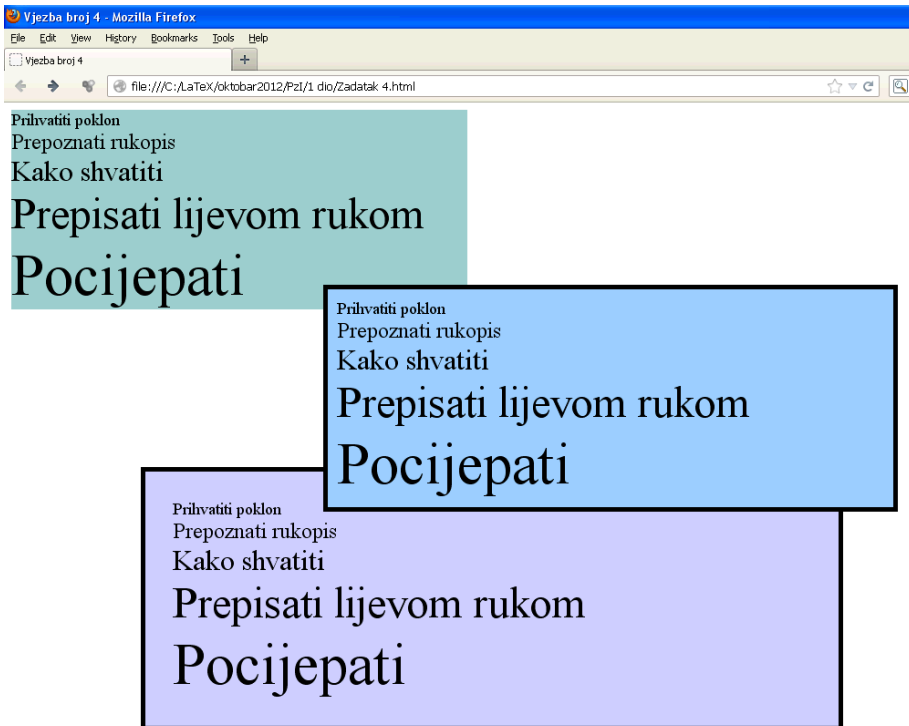 Vjezba broj 4 - Mozilla Firefox
File Edit View History Bookmarks Tools Help
Vjezba broj 4 +
file:///C:/LaTeX/oktobar2012/PzI/1 dio/Zadatak 4.html
Prihvatiti poklon
Prepoznati rukopis
Kako shvatiti
Prepisati lijevom rukom
Pocijepati
Prihvatiti poklon
Prepoznati rukopis
Kako shvatiti
Prepisati lijevom rukom
Pocijepati
Prihvatiti poklon
Prepoznati rukopis
Kako shvatiti
Prepisati lijevom rukom
Pocijepati